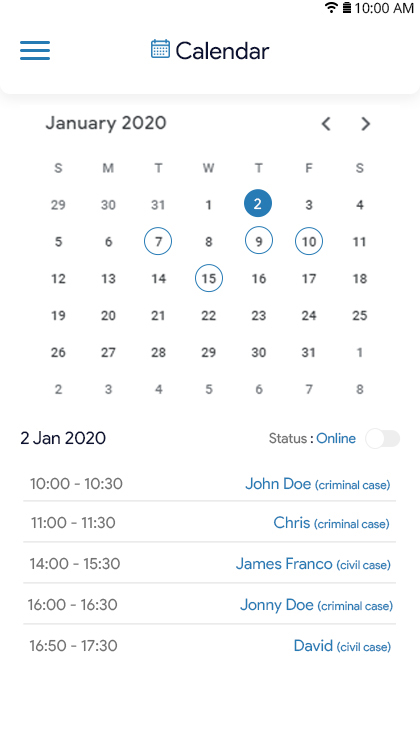 10:00 AM
Calendar
January 2020
S M T W T F S
29 30 31 1 2 3 4
5 6 7 8 9 10 11
12 13 14 15 16 17 18
19 20 21 22 23 24 25
26 27 28 29 30 31 1
2 3 4 5 6 7 8
2 Jan 2020 Status : Online
10:00 - 10:30 John Doe (criminal case)
11:00 - 11:30 Chris (criminal case)
14:00 - 15:30 James Franco (civil case)
16:00 - 16:30 Jonny Doe (criminal case)
16:50 - 17:30 David (civil case)